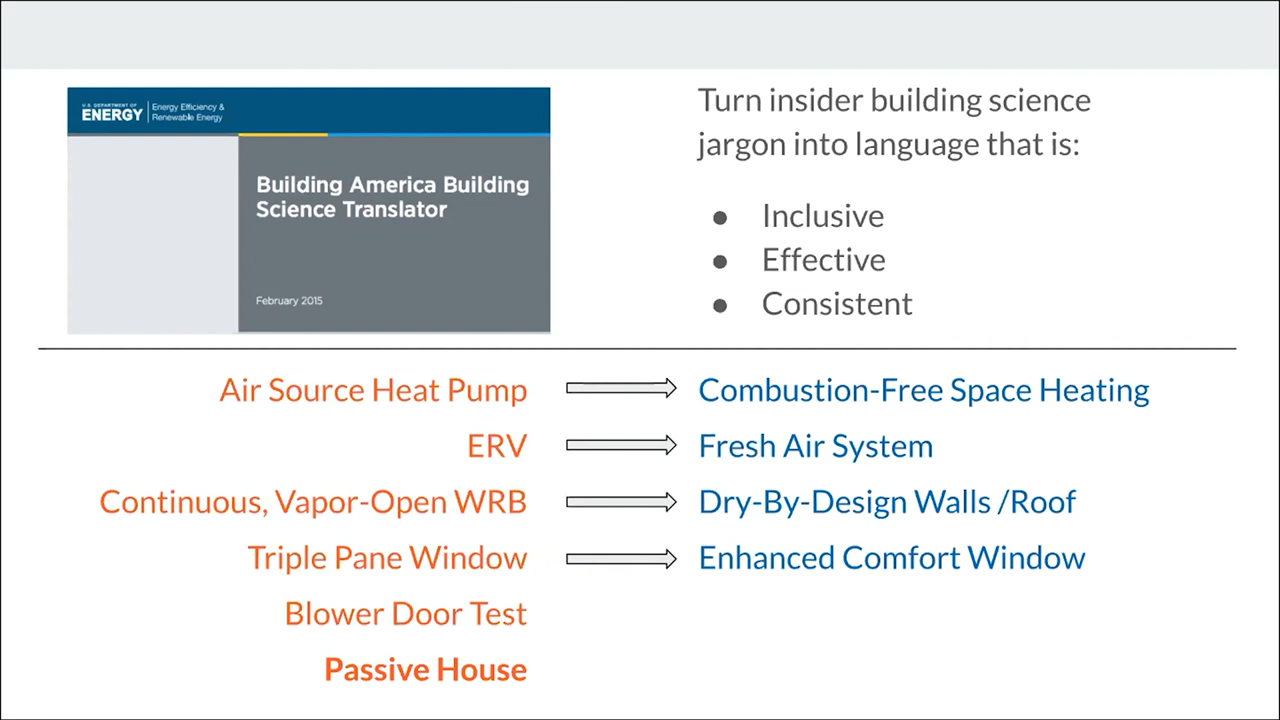 U.S. DEPARTMENT OF
ENERGY
Energy Efficiency &
Renewable Energy
Building America Building
Science Translator
February 2015
Turn insider building science
jargon into language that is:
● Inclusive
● Effective
● Consistent
Air Source Heat Pump Combustion-Free Space Heating
ERV Fresh Air System
Continuous, Vapor-Open WRB Dry-By-Design Walls /Roof
Triple Pane Window Enhanced Comfort Window
Blower Door Test
Passive House